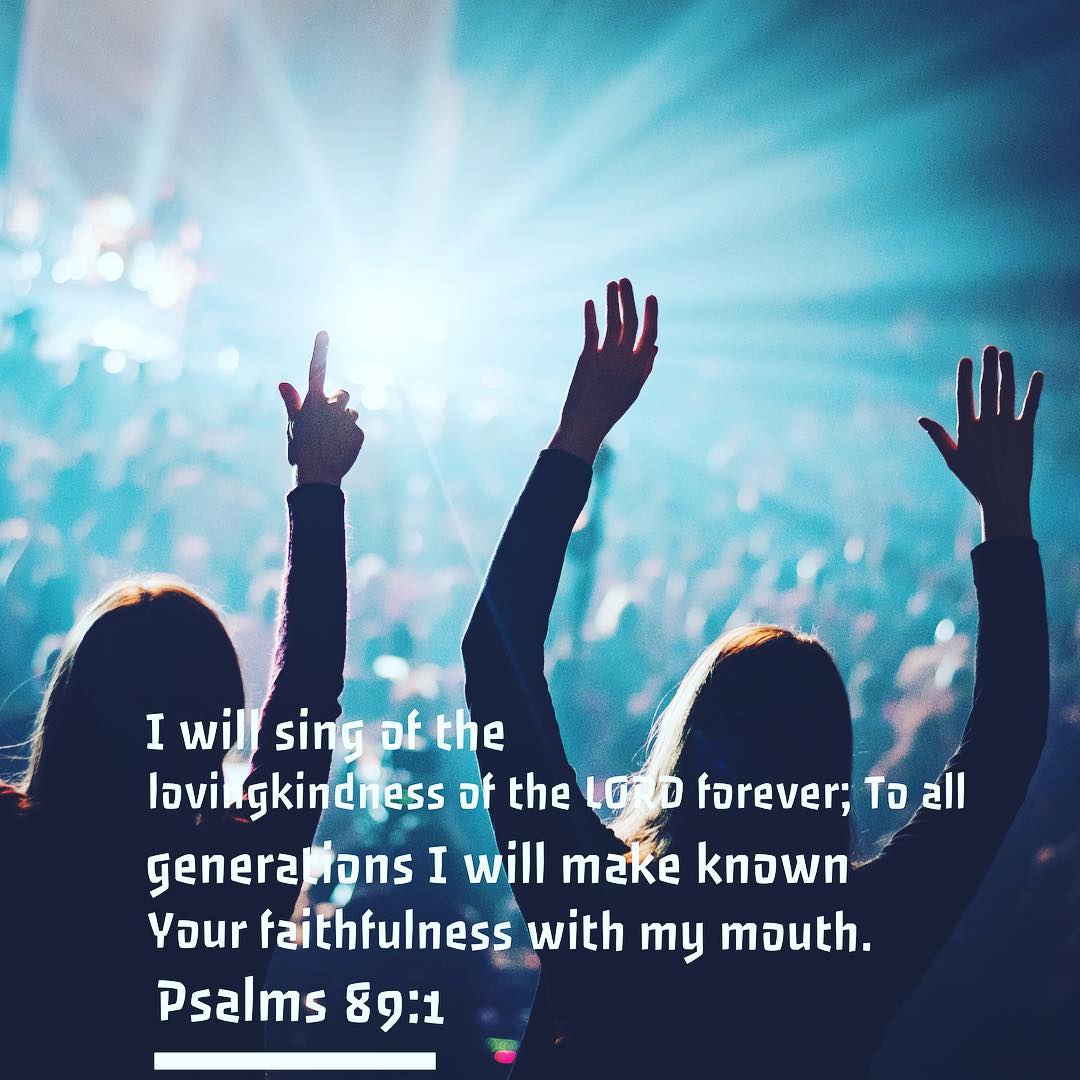 I will sing of the
lovingkindness of the LORD forever; To all
generations I will make known
Your faithfulness with my mouth.
Psalms 89:1